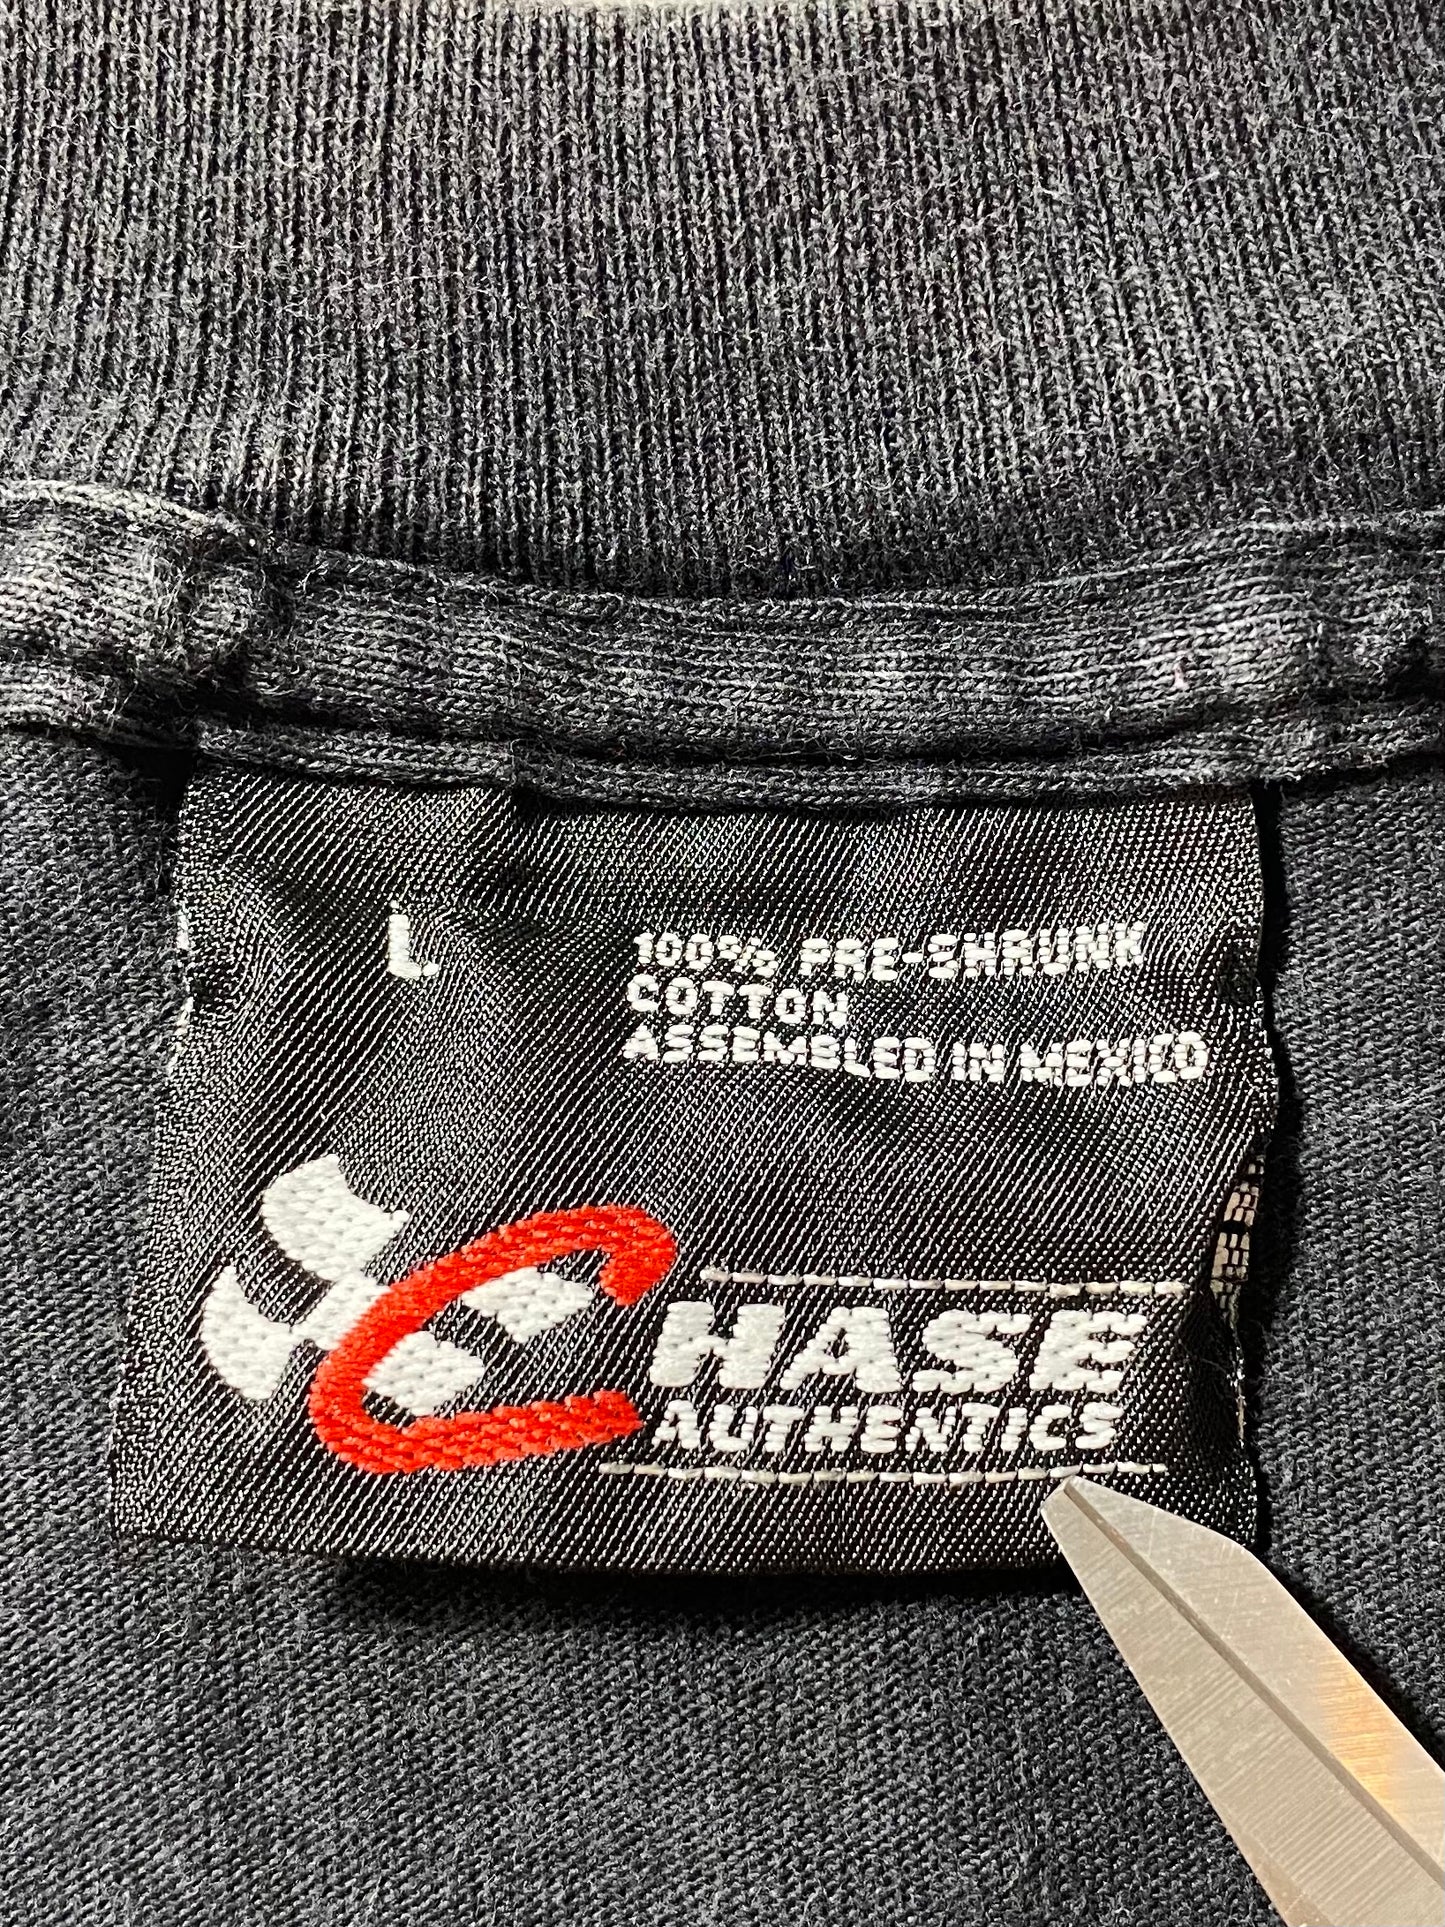 L
100% PRE-SHRUNK
COTTON
ASSEMBLED IN MEXICO
CHASE
AUTHENTICS